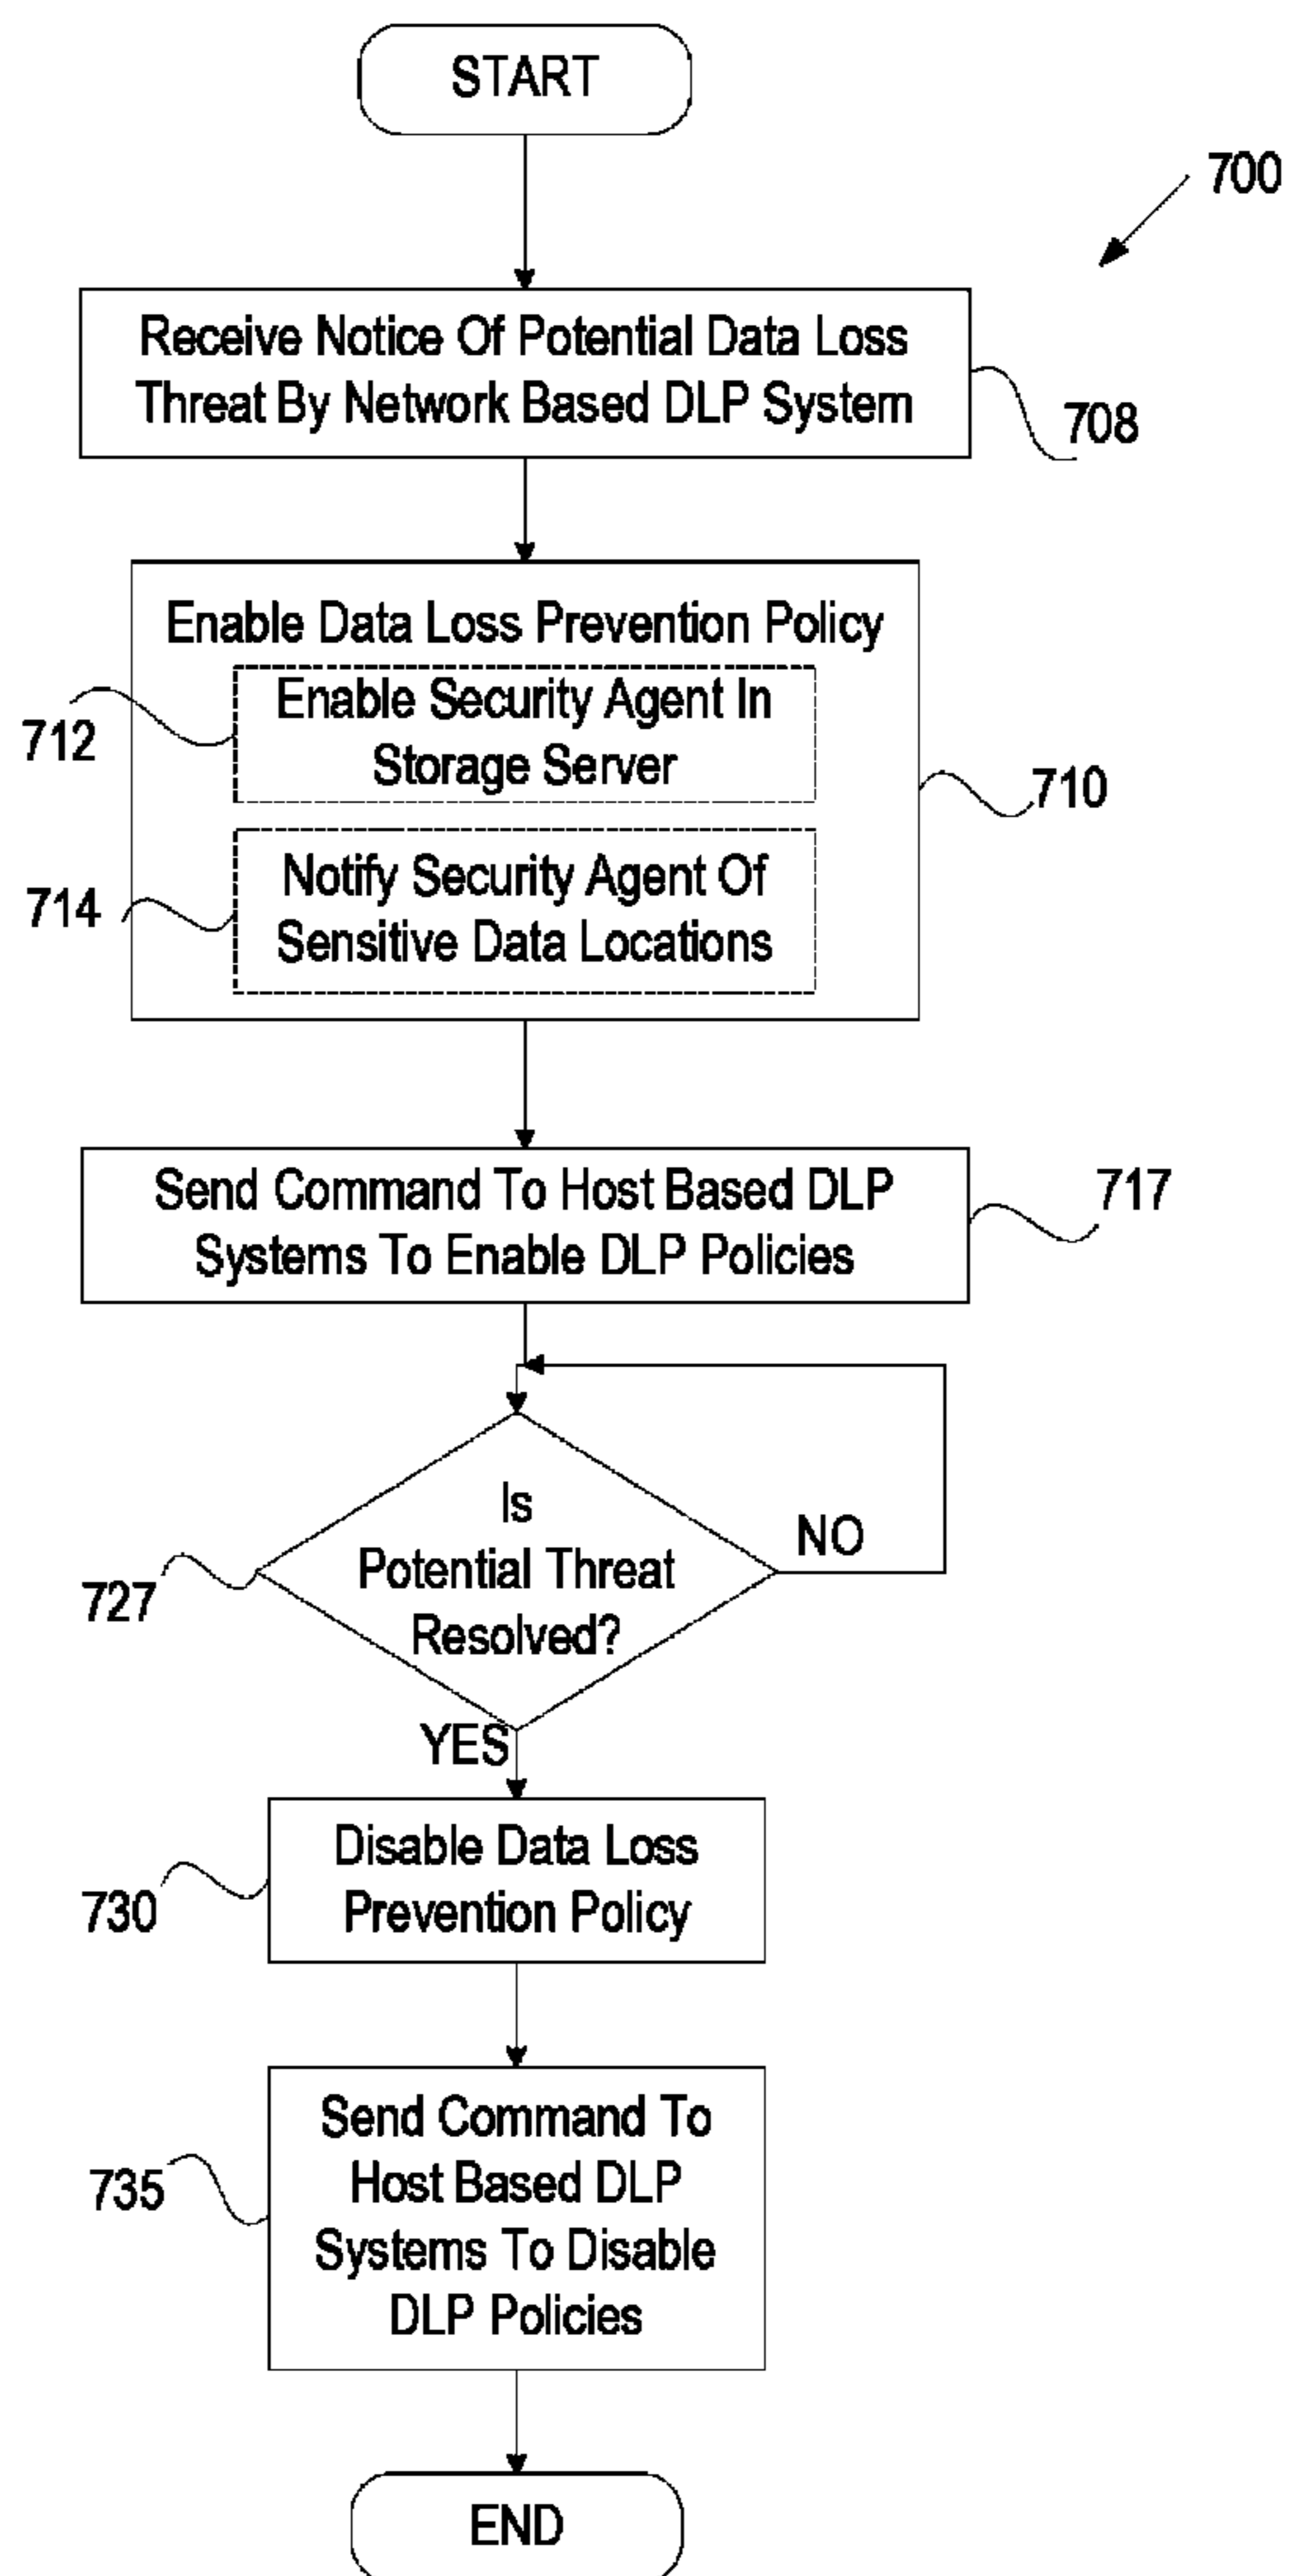 START
700
Receive Notice Of Potential Data Loss
Threat By Network Based DLP System
708
Enable Data Loss Prevention Policy
Enable Security Agent In
Storage Server
712
710
Notify Security Agent Of
Sensitive Data Locations
714
Send Command To Host Based DLP
Systems To Enable DLP Policies
717
Is
Potential Threat
Resolved?
NO
727
YES
Disable Data Loss
Prevention Policy
730
Send Command To
Host Based DLP
Systems To Disable
DLP Policies
735
END